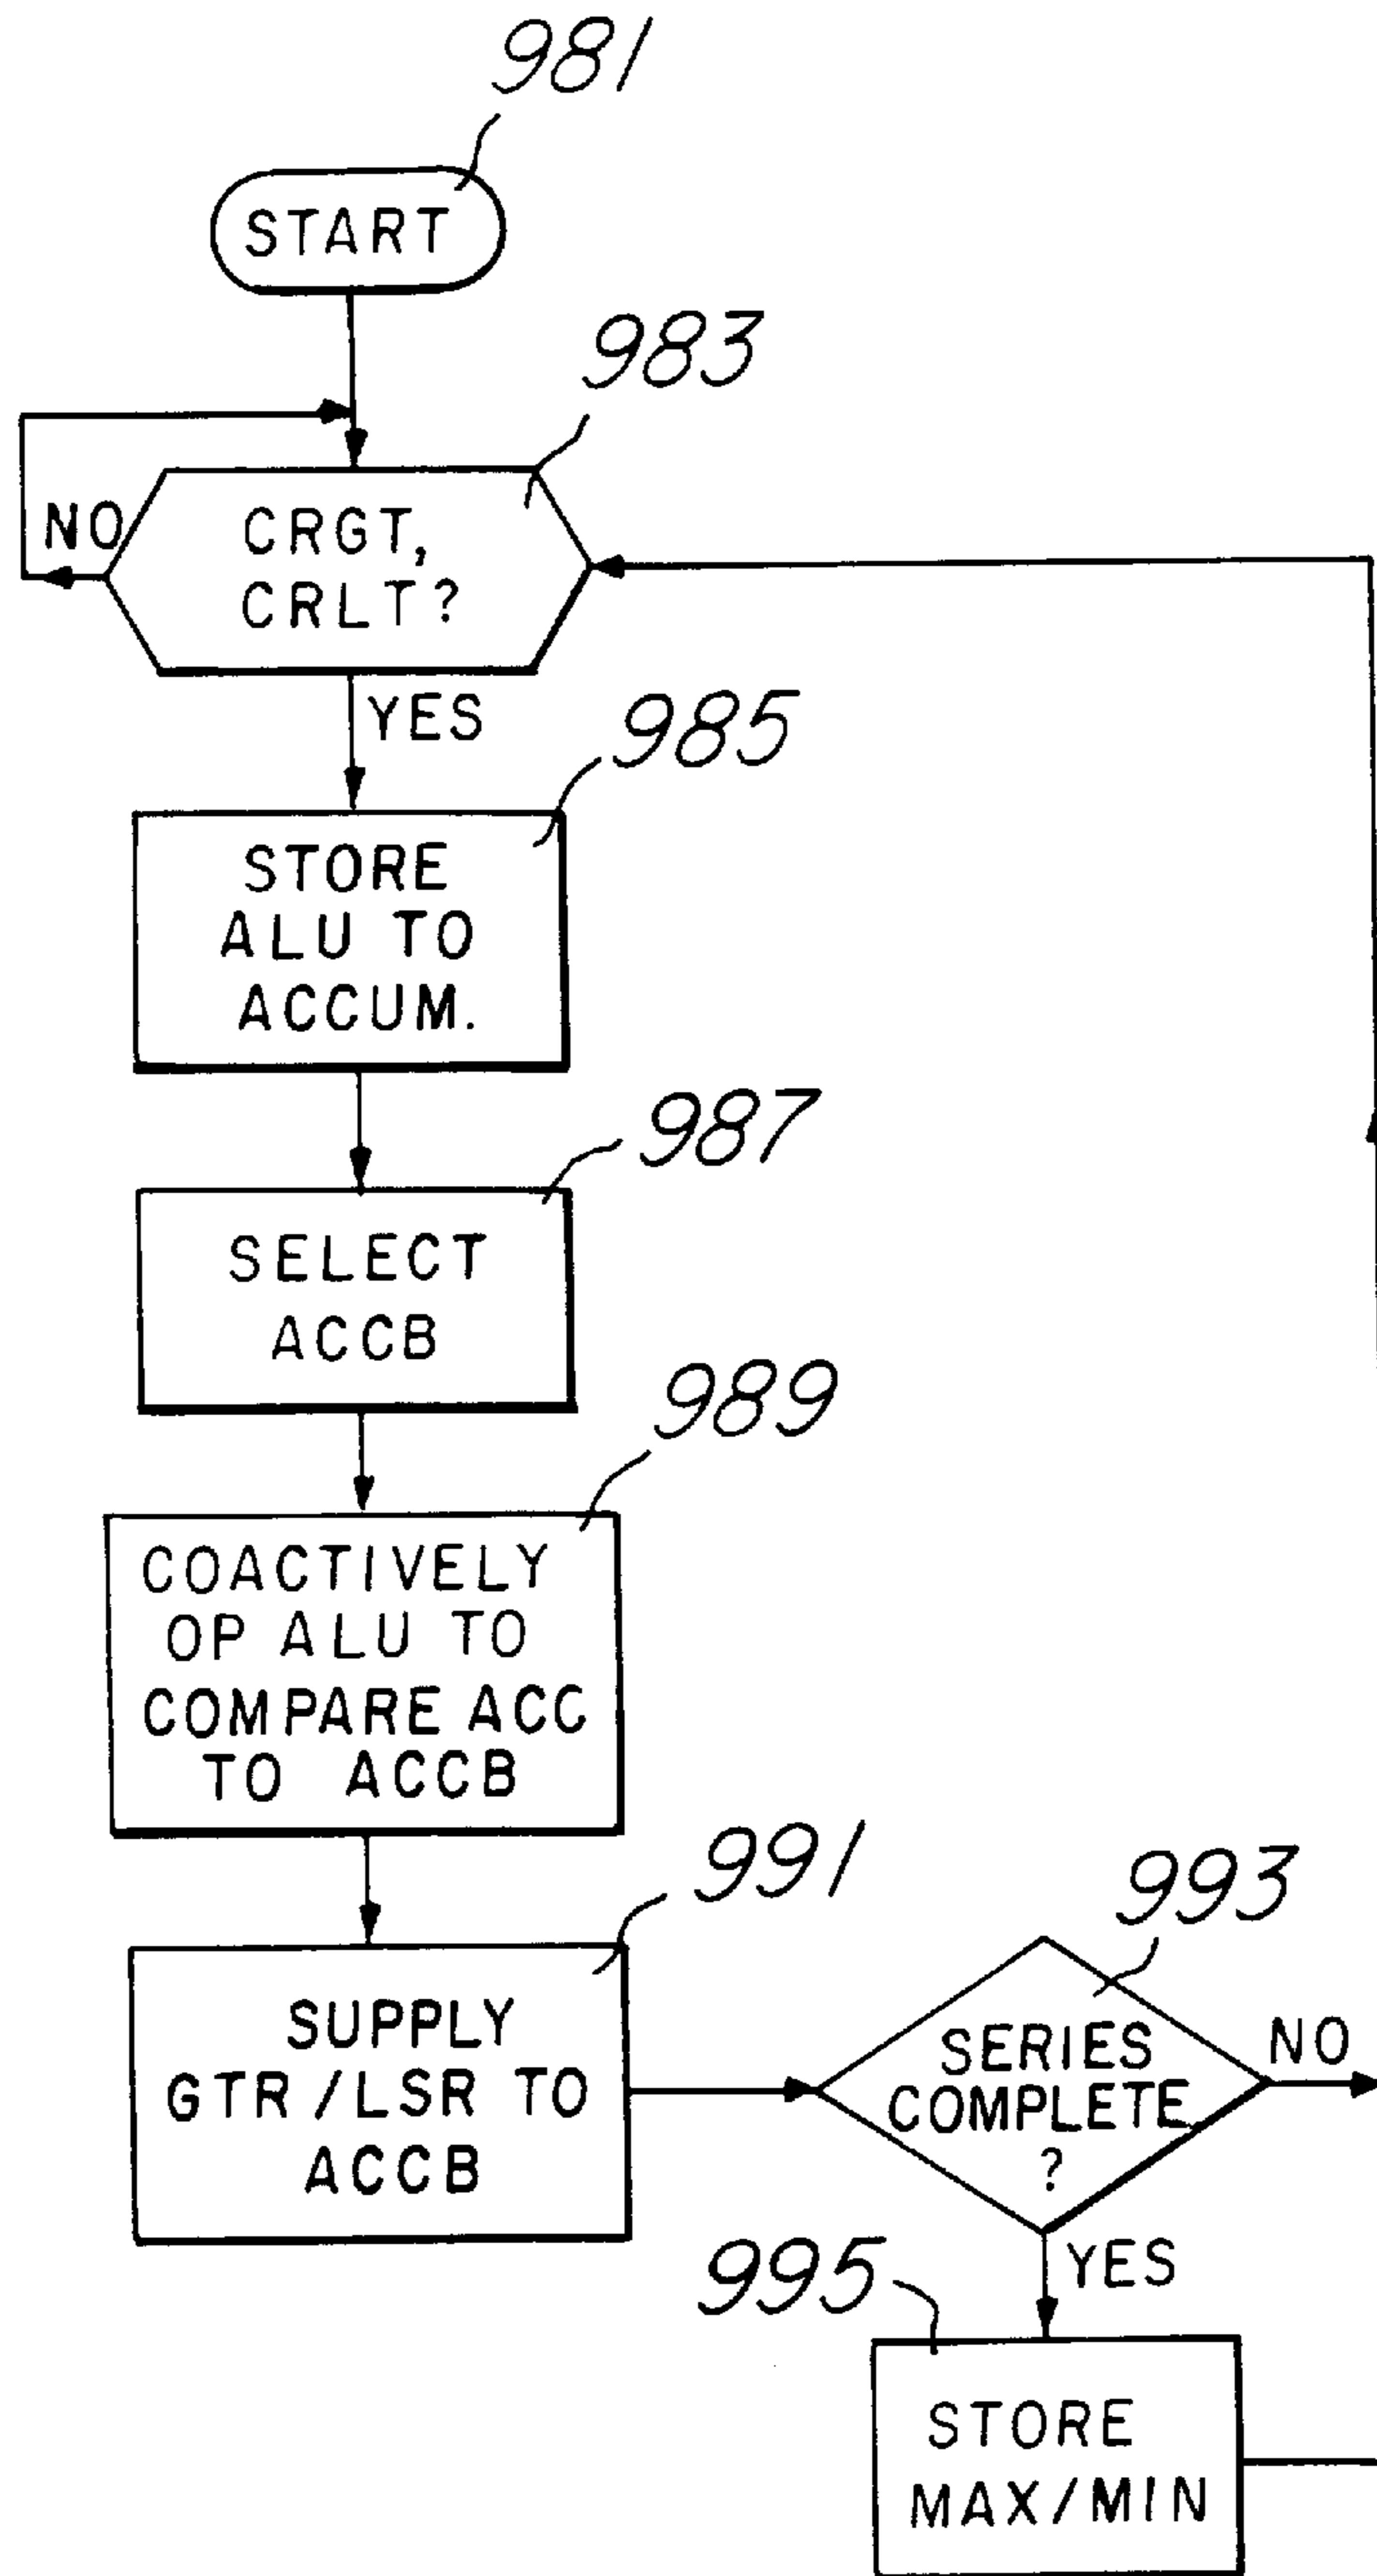 981
START
983
NO
CRGT,
CRLT?
YES
985
STORE
ALU TO
ACCUM.
987
SELECT
ACCB
989
COACTIVELY
OP ALU TO
COMPARE ACC
TO ACCB
991
SUPPLY
GTR/LSR TO
ACCB
993
SERIES
COMPLETE
?
NO
YES
995
STORE
MAX/MIN